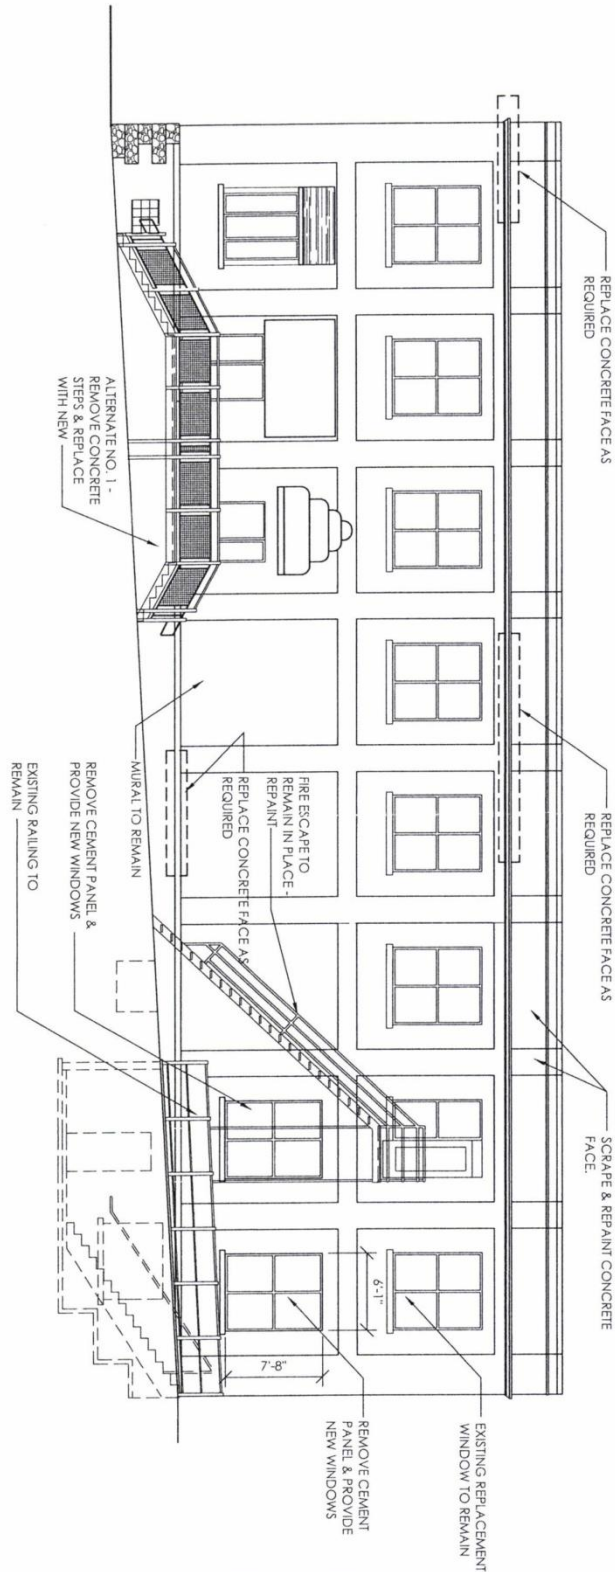 REPLACE CONCRETE FACE AS
REQUIRED
REPLACE CONCRETE FACE AS
REQUIRED
SCRAPE & REPAINT CONCRETE
FACE.
EXISTING REPLACEMENT
WINDOW TO REMAIN
6'-1"
7'-8"
REMOVE CEMENT
PANEL & PROVIDE
NEW WINDOWS
FIRE ESCAPE TO
REMAIN IN PLACE -
REPAINT
REPLACE CONCRETE FACE AS
REQUIRED
ALTERNATE NO. 1 -
REMOVE CONCRETE
STEPS & REPLACE
WITH NEW
MURAL TO REMAIN
REMOVE CEMENT PANEL &
PROVIDE NEW WINDOWS
EXISTING RAILING TO
REMAIN